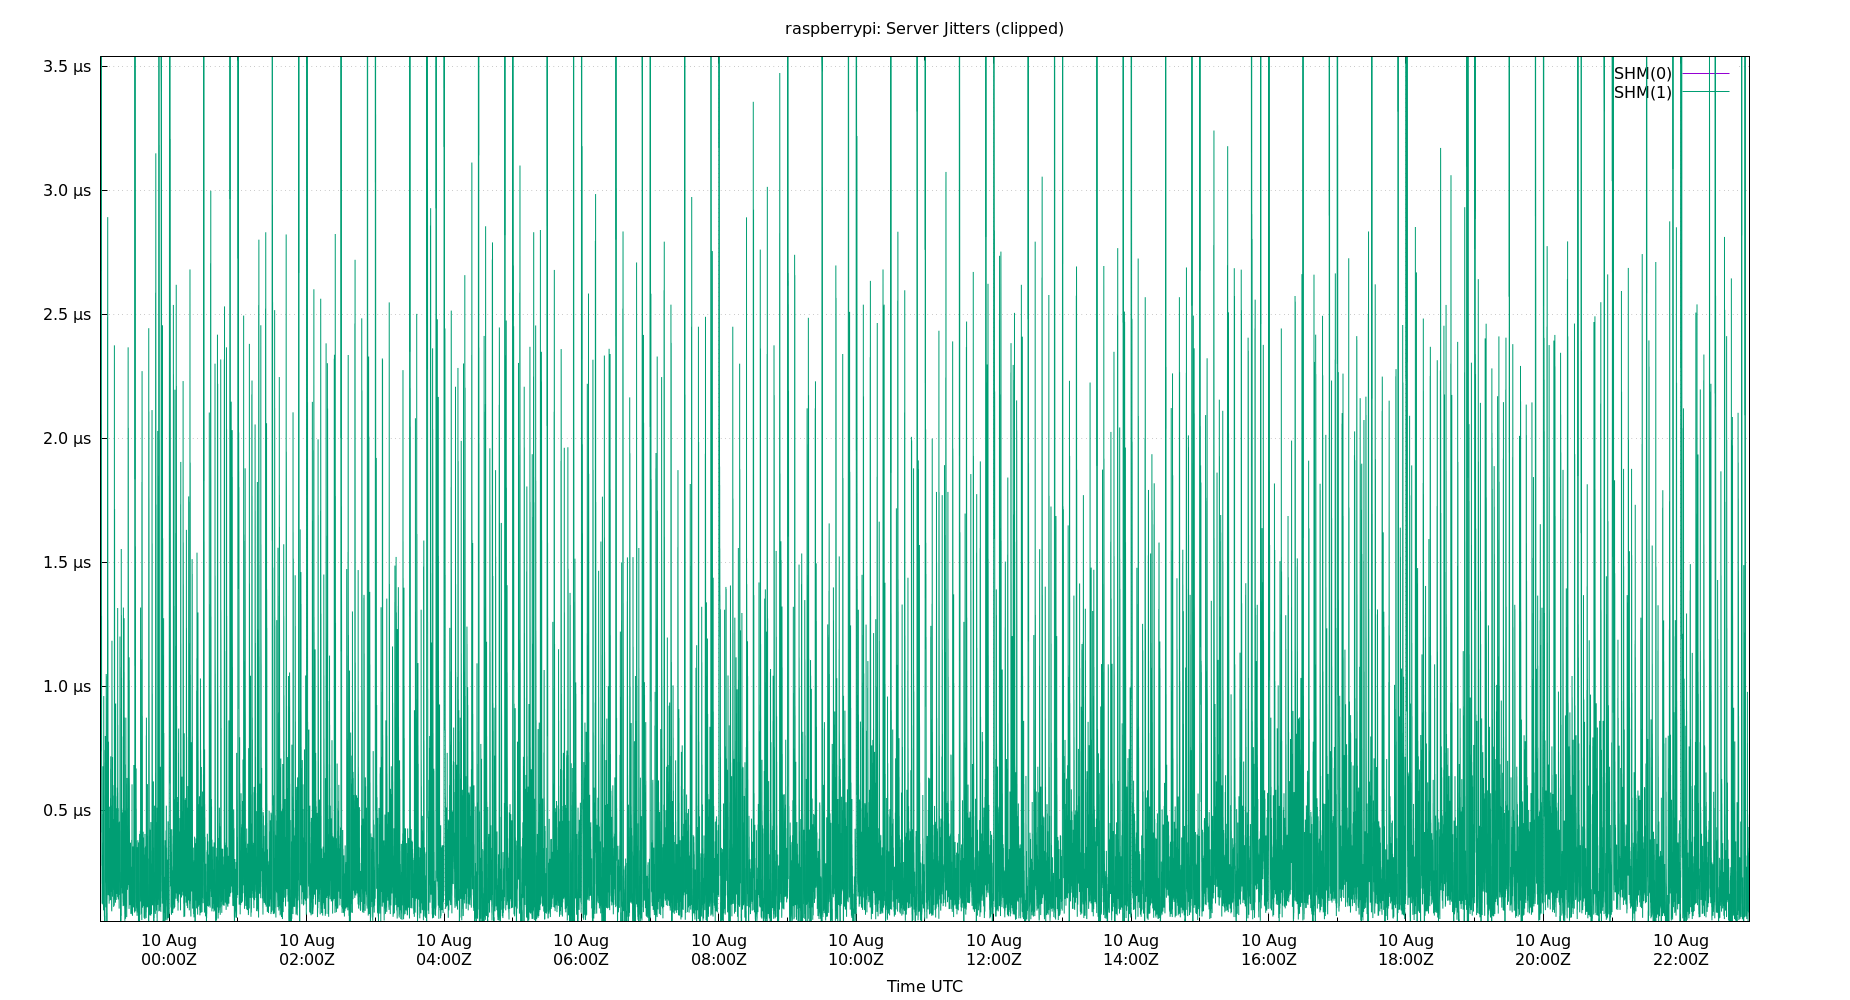 raspberrypi: Server Jitters (clipped)
3.5 µs
3.0 µs
2.5 µs
2.0 µs
1.5 µs
1.0 µs
0.5 µs
SHM(0)
SHM(1)
10 Aug 10 Aug 10 Aug 10 Aug 10 Aug 10 Aug 10 Aug 10 Aug 10 Aug 10 Aug 10 Aug 10 Aug
00:00Z 02:00Z 04:00Z 06:00Z 08:00Z 10:00Z 12:00Z 14:00Z 16:00Z 18:00Z 20:00Z 22:00Z
Time UTC